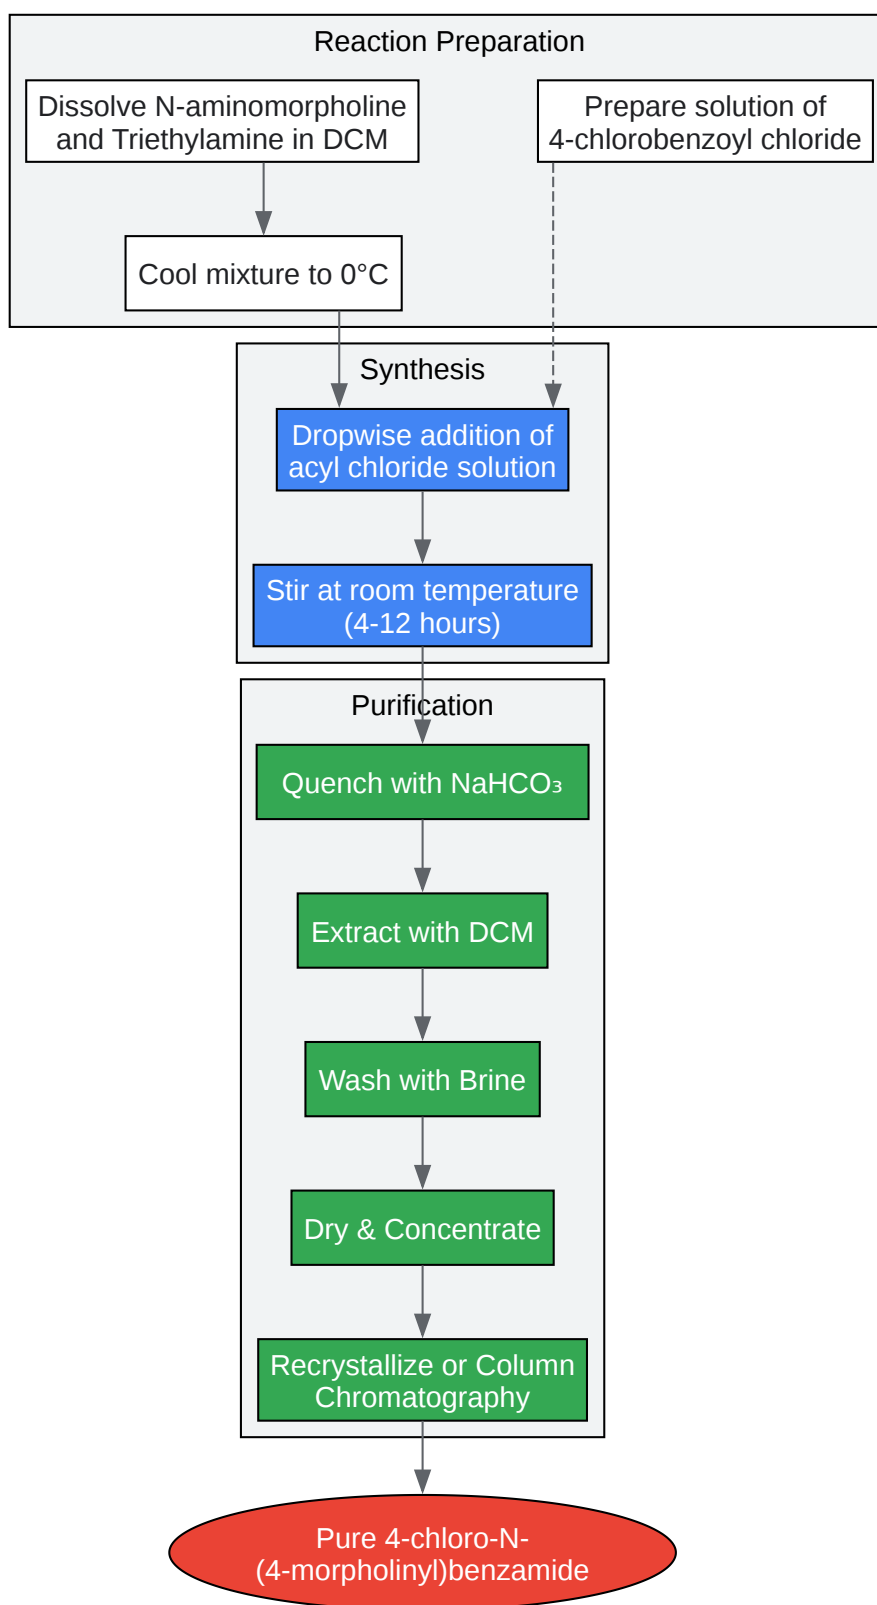 Reaction Preparation
Dissolve N-aminomorpholine
and Triethylamine in DCM
Prepare solution of
4-chlorobenzoyl chloride
Cool mixture to 0°C
Synthesis
Dropwise addition of
acyl chloride solution
Stir at room temperature
(4-12 hours)
Purification
Quench with NaHCO₃
Extract with DCM
Wash with Brine
Dry & Concentrate
Recrystallize or Column
Chromatography
Pure 4-chloro-N-
(4-morpholinyl)benzamide